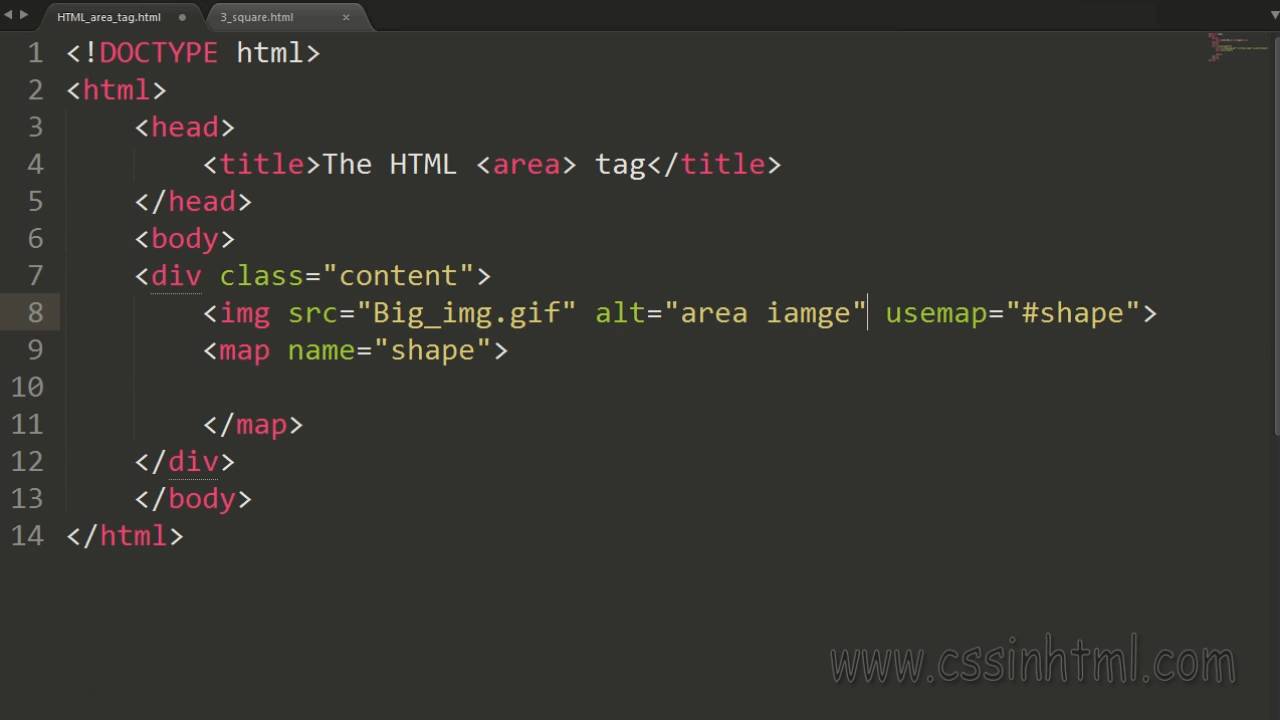 HTML_area_tag.html 3_square.html
1 <!DOCTYPE html>
2 <html>
3 <head>
4 <title>The HTML <area> tag</title>
5 </head>
6 <body>
7 <div class="content">
8 <img src="Big_img.gif" alt="area iamge" usemap="#shape">
9 <map name="shape">
10
11 </map>
12 </div>
13 </body>
14 </html>
www.cssinhtml.com